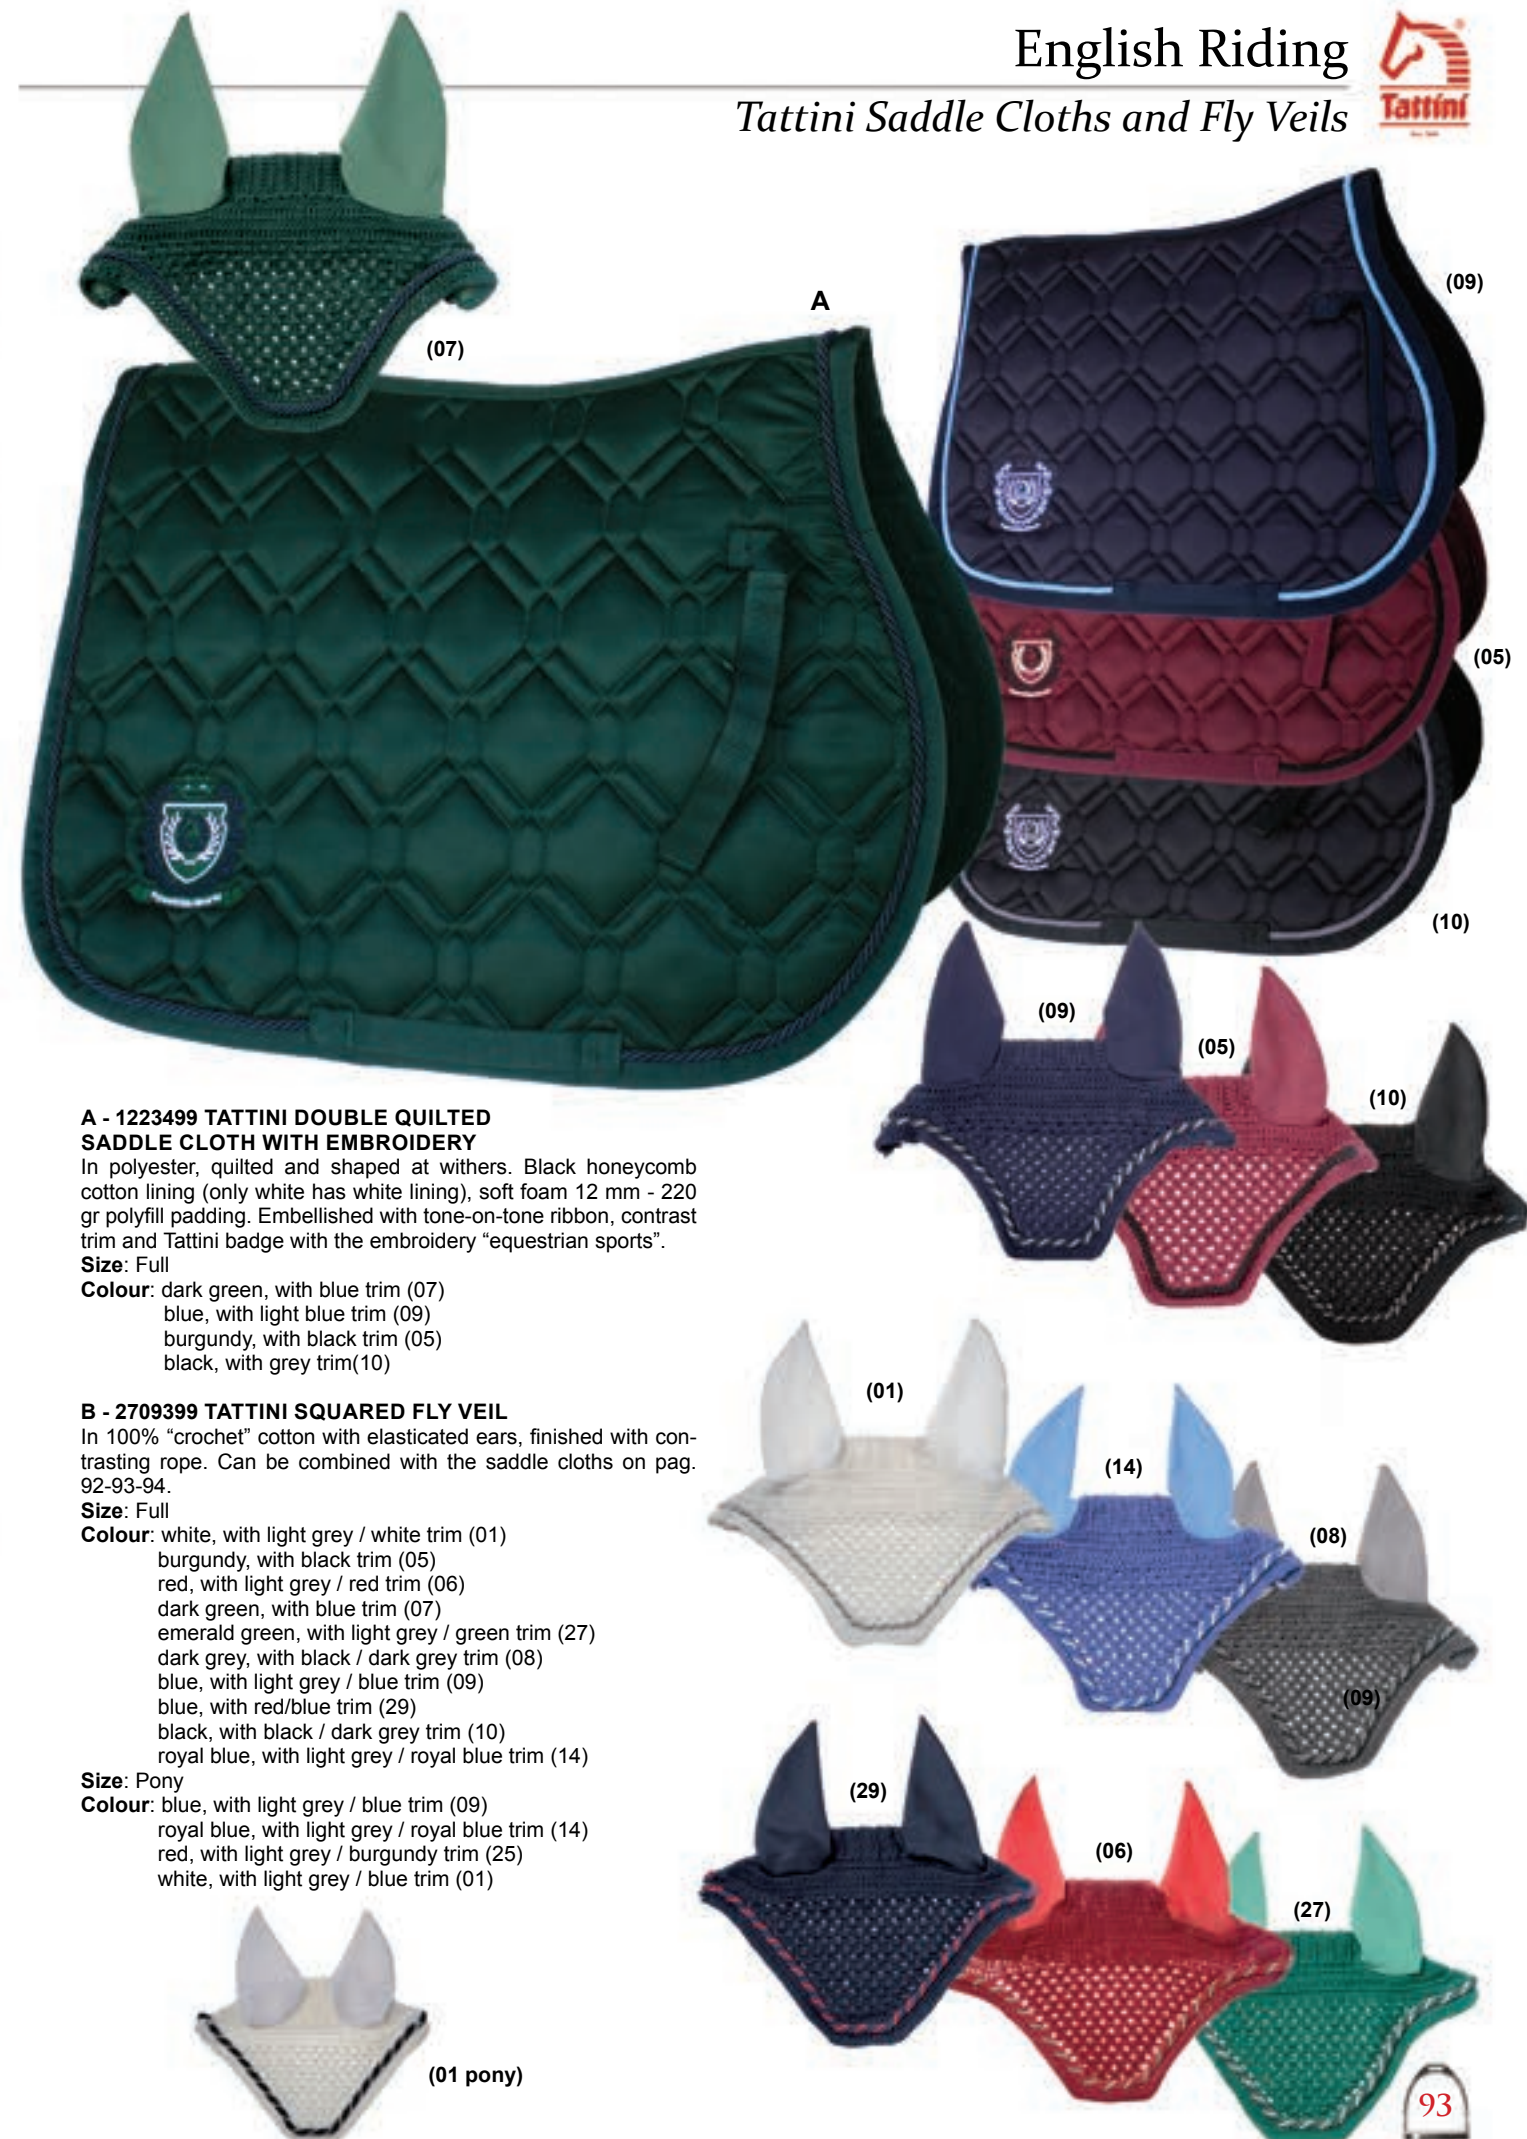 English Riding
Tattini Saddle Cloths and Fly Veils
Tattini
(07)
A
(09)
(05)
(10)
(09)
(05)
(10)
A - 1223499 TATTINI DOUBLE QUILTED
SADDLE CLOTH WITH EMBROIDERY
In polyester, quilted and shaped at withers. Black honeycomb
cotton lining (only white has white lining), soft foam 12 mm - 220
gr polyfill padding. Embellished with tone-on-tone ribbon, contrast
trim and Tattini badge with the embroidery “equestrian sports”.
Size: Full
Colour: dark green, with blue trim (07)
blue, with light blue trim (09)
burgundy, with black trim (05)
black, with grey trim(10)
B - 2709399 TATTINI SQUARED FLY VEIL
In 100% “crochet” cotton with elasticated ears, finished with con-
trasting rope. Can be combined with the saddle cloths on pag.
92-93-94.
Size: Full
Colour: white, with light grey / white trim (01)
burgundy, with black trim (05)
red, with light grey / red trim (06)
dark green, with blue trim (07)
emerald green, with light grey / green trim (27)
dark grey, with black / dark grey trim (08)
blue, with light grey / blue trim (09)
blue, with red/blue trim (29)
black, with black / dark grey trim (10)
royal blue, with light grey / royal blue trim (14)
Size: Pony
Colour: blue, with light grey / blue trim (09)
royal blue, with light grey / royal blue trim (14)
red, with light grey / burgundy trim (25)
white, with light grey / blue trim (01)
(01)
(14)
(08)
(09)
(29)
(06)
(27)
(01 pony)
93